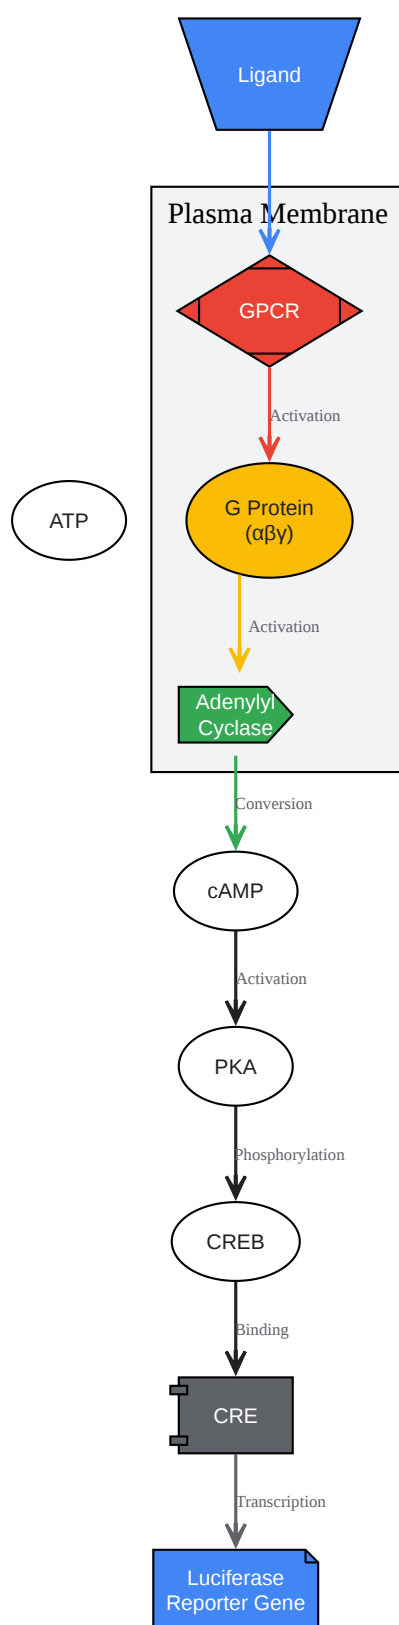 Ligand
Plasma Membrane
GPCR
Activation
G Protein
(αβγ)
ATP
Activation
Adenylyl
Cyclase
Conversion
cAMP
Activation
PKA
Phosphorylation
CREB
Binding
CRE
Transcription
Luciferase
Reporter Gene